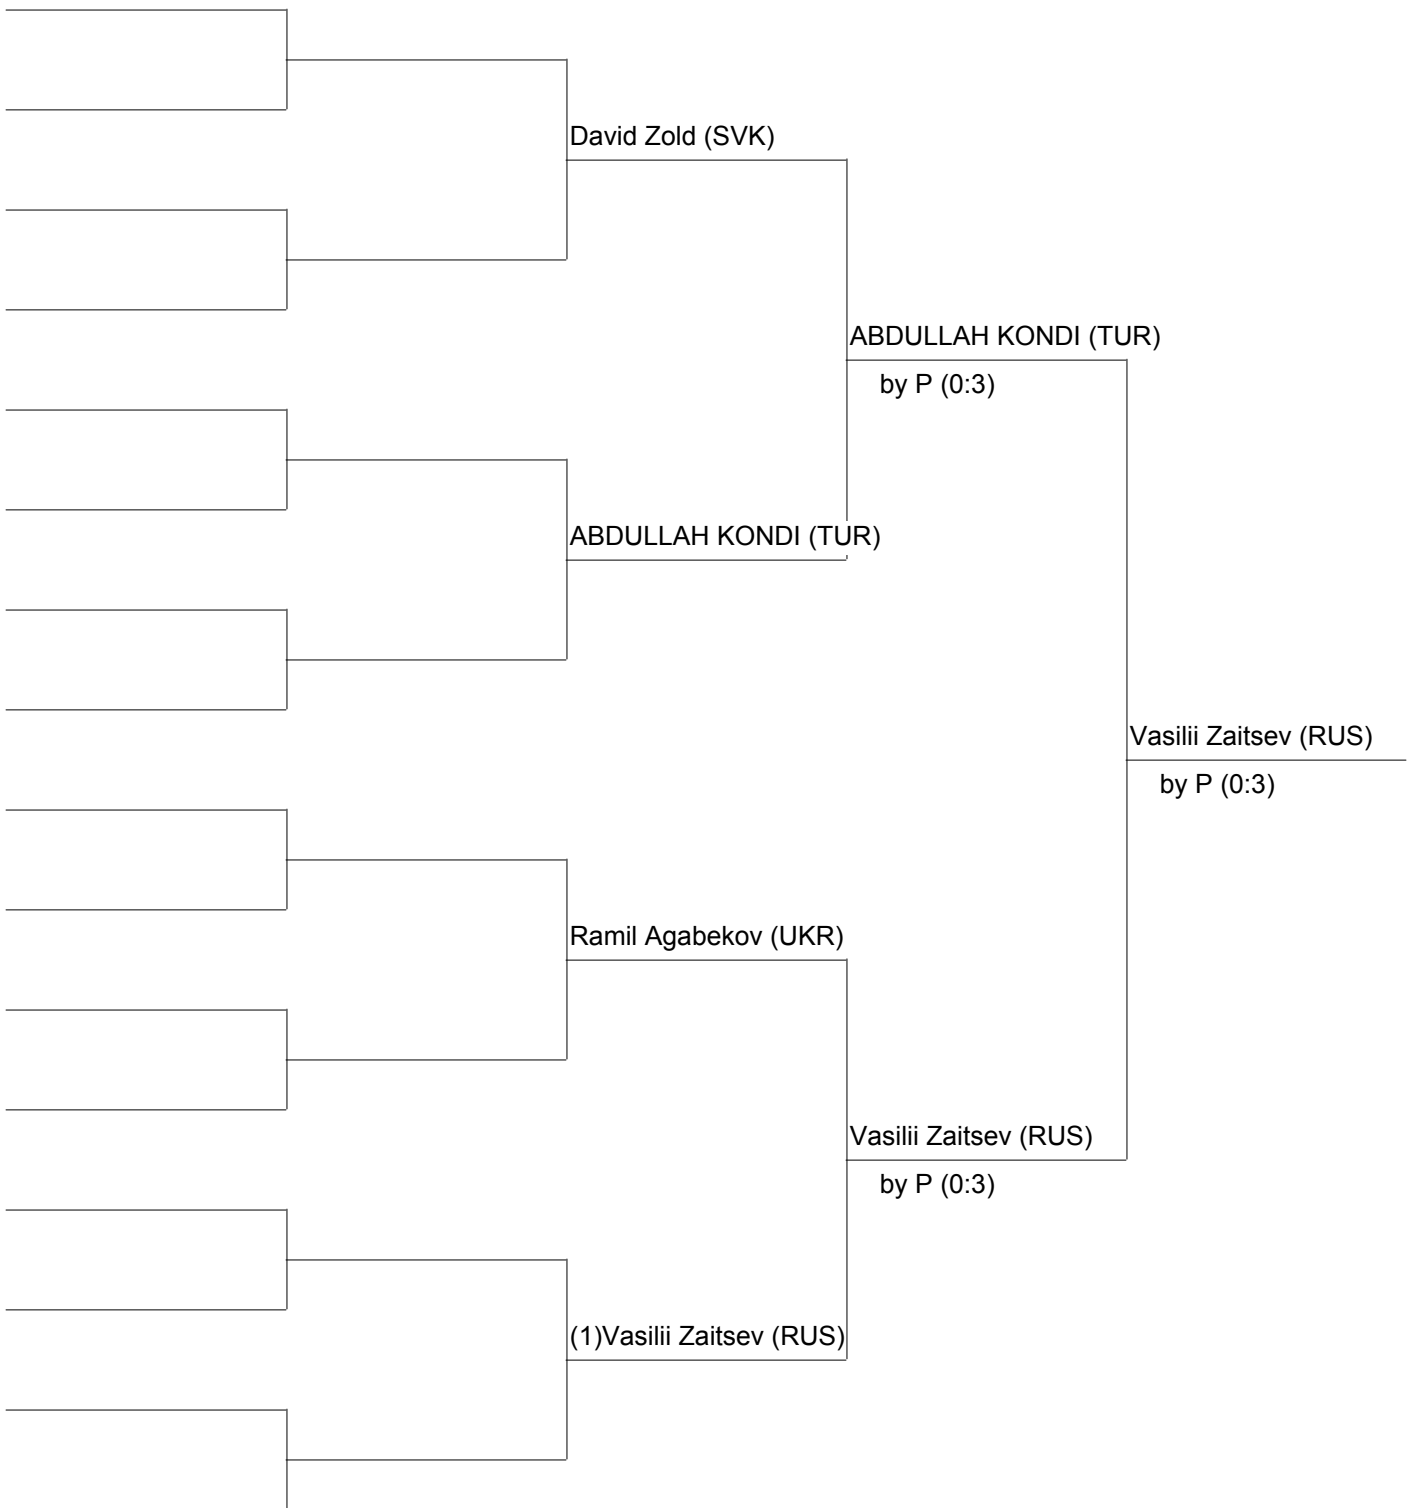 David Zold (SVK)
ABDULLAH KONDI (TUR)
by P (0:3)
ABDULLAH KONDI (TUR)
Vasilii Zaitsev (RUS)
by P (0:3)
Ramil Agabekov (UKR)
Vasilii Zaitsev (RUS)
by P (0:3)
(1)Vasilii Zaitsev (RUS)